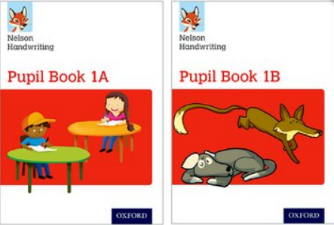 Nelson
Handwriting
Pupil Book 1A
OXFORD
Nelson
Handwriting
Pupil Book 1B
OXFORD